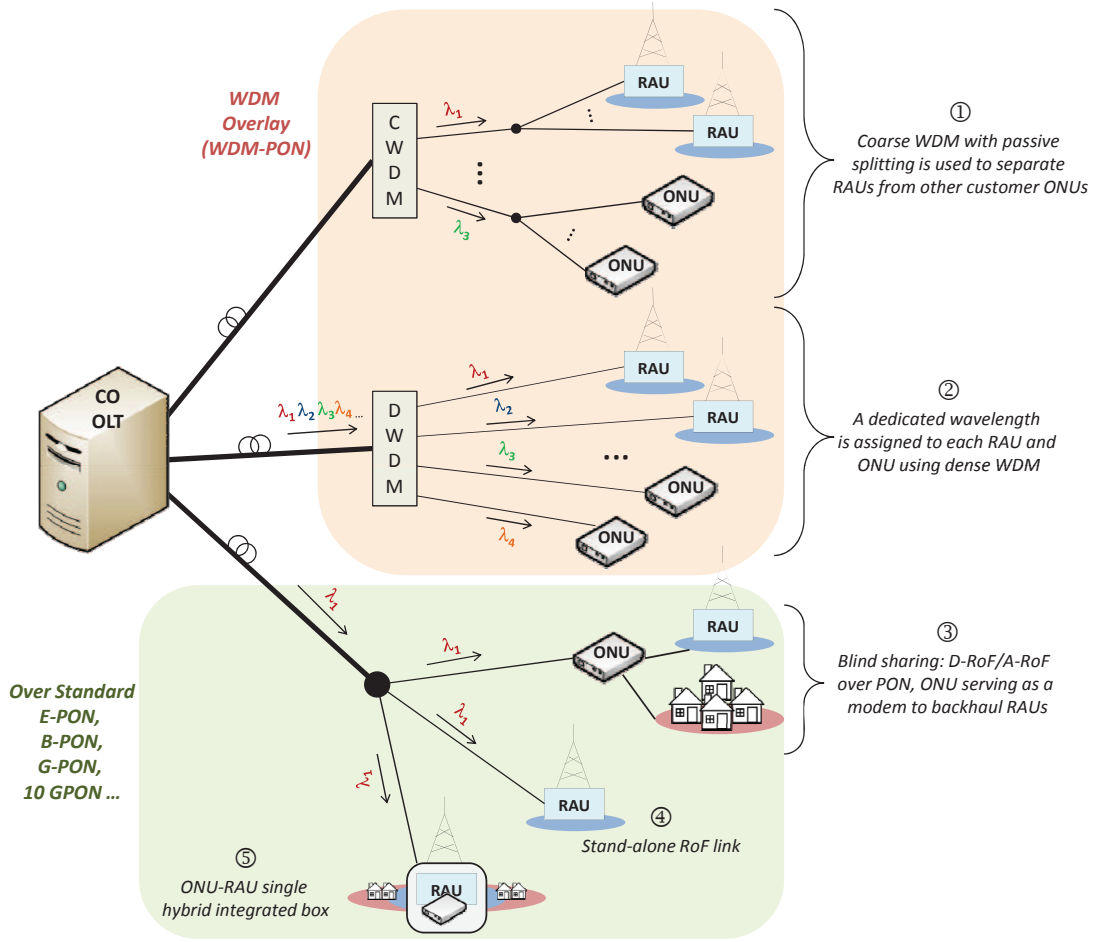 WDM
Overlay
(WDM-PON)
C
W
D
M
λ1
RAU
...
RAU
...
λ3
ONU
...
ONU
①
Coarse WDM with passive
splitting is used to separate
RAUs from other customer ONUs
CO
OLT
λ1 λ2 λ3 λ4 ...
D
W
D
M
λ1
RAU
λ2
RAU
λ3
...
ONU
λ4
ONU
②
A dedicated wavelength
is assigned to each RAU and
ONU using dense WDM
λ1
λ1
ONU
RAU
③
Blind sharing: D-RoF/A-RoF
over PON, ONU serving as a
modem to backhaul RAUs
Over Standard
E-PON,
B-PON,
G-PON,
10 GPON ...
λ1
RAU
④
Stand-alone RoF link
λ1
RAU
⑤
ONU-RAU single
hybrid integrated box